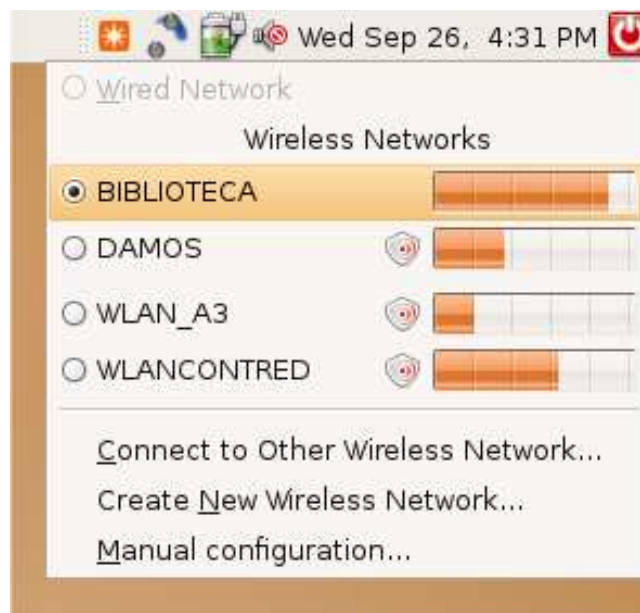 Wed Sep 26, 4:31 PM
Wired Network
Wireless Networks
BIBLIOTECA
DAMOS
WLAN_A3
WLANCONTRED
Connect to Other Wireless Network...
Create New Wireless Network...
Manual configuration...